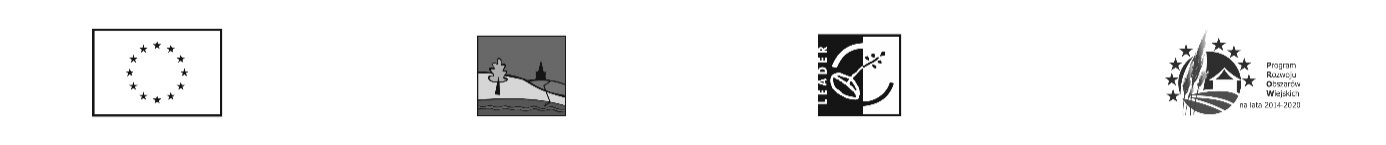 LEADER
Program
Rozwoju
Obszarów
Wiejskich
na lata 2014-2020